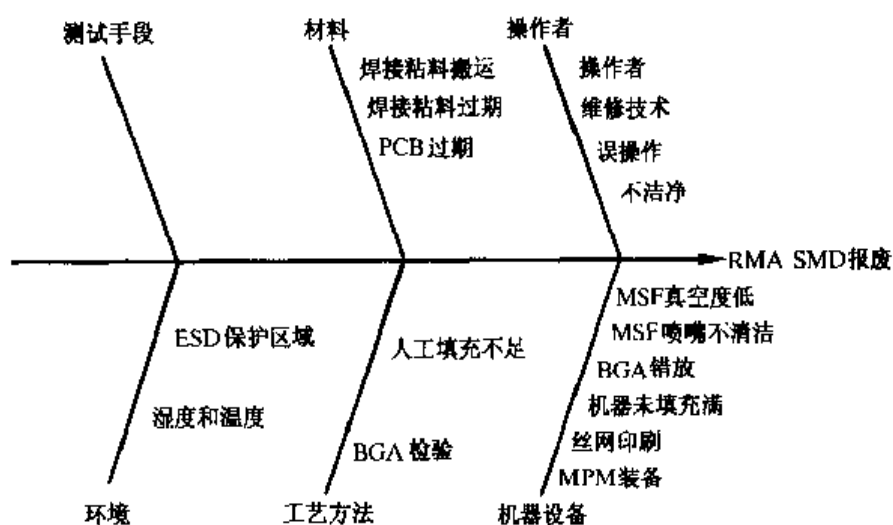 测试手段
材料
操作者
焊接粘料搬运
焊接粘料过期
PCB过期
操作者
维修技术
误操作
不洁净
RMA SMD报废
ESD保护区域
湿度和温度
环境
人工填充不足
BGA检验
工艺方法
MSF真空度低
MSF喷嘴不清洁
BGA错放
机器未填充满
丝网印刷
MPM装备
机器设备